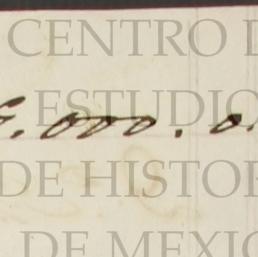 CENTRO D
ESTUDIO
.000. 0
DE HISTOR
DE MEXIC